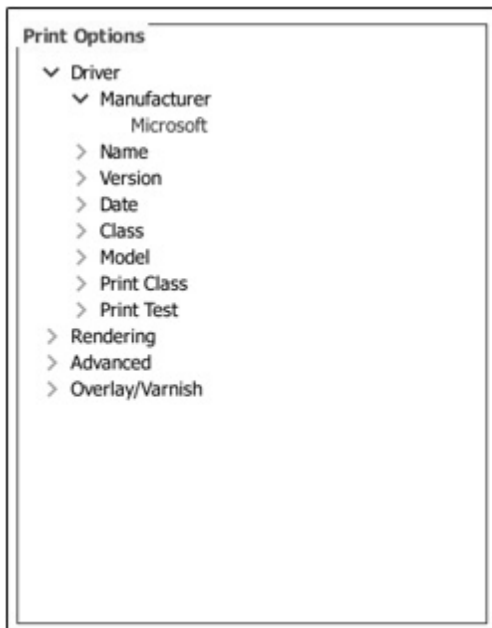 Print Options
Driver
Manufacturer
Microsoft
Name
Version
Date
Class
Model
Print Class
Print Test
Rendering
Advanced
Overlay/Varnish